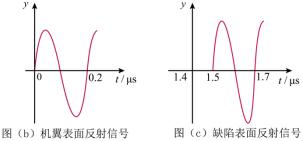 y
0
0.2
t/μs
图（b）机翼表面反射信号
y
1.4
1.5
1.7
t/μs
图（c）缺陷表面反射信号